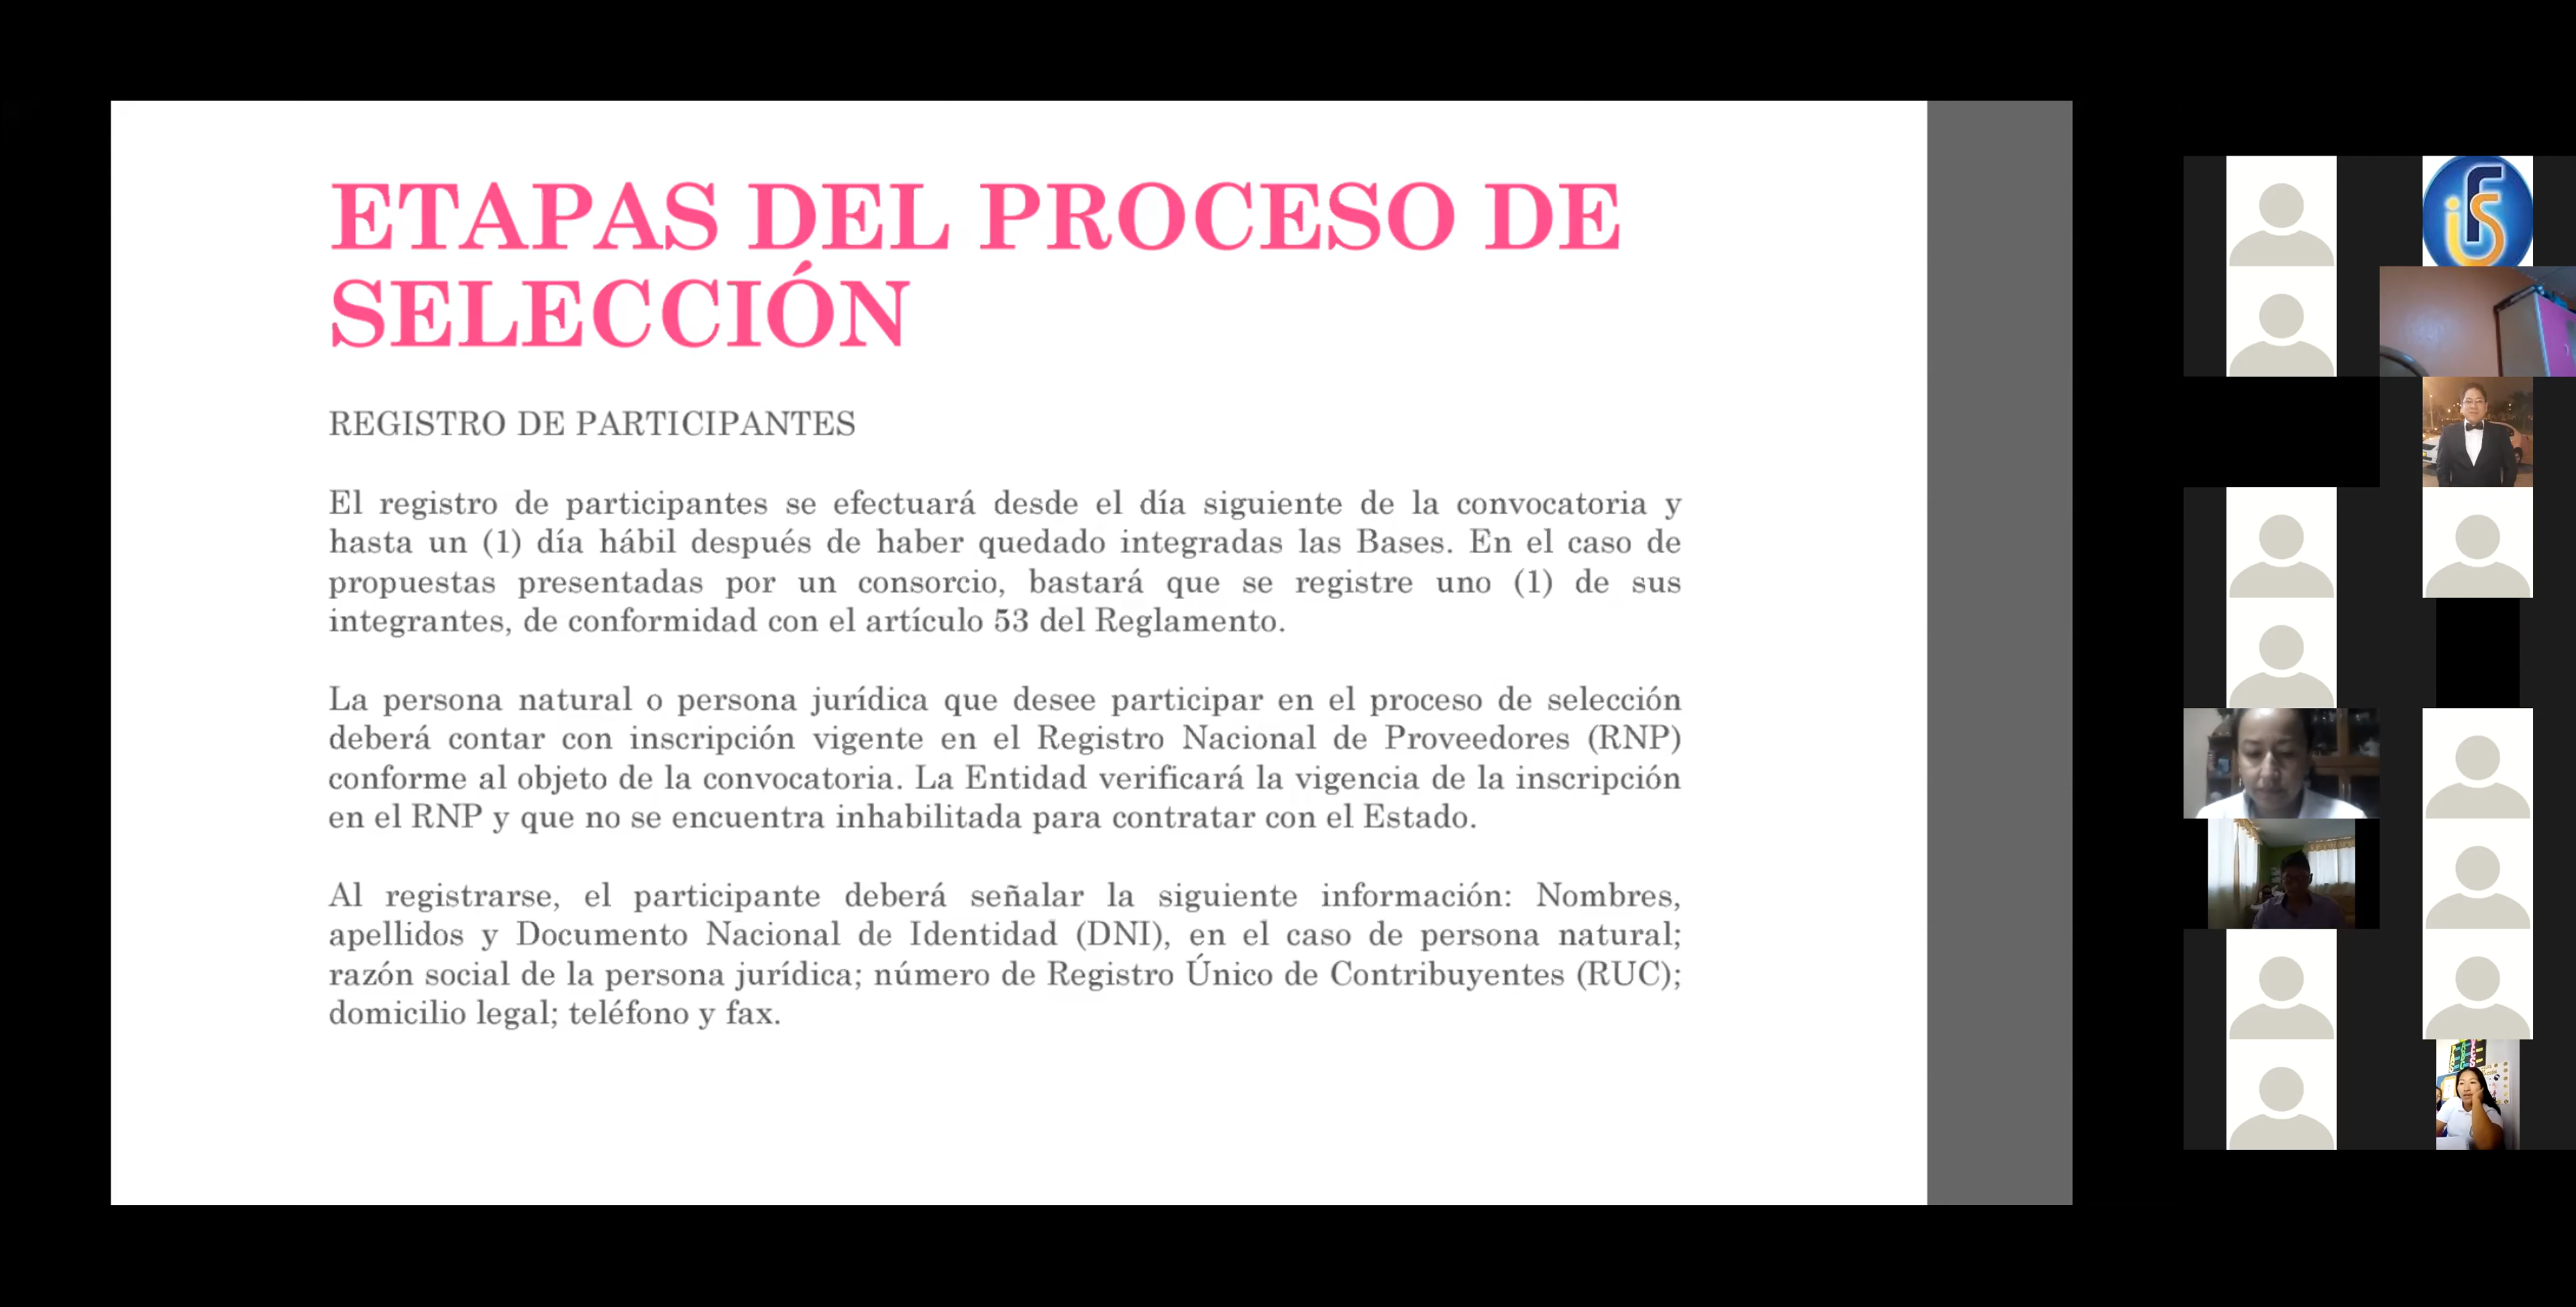 ETAPAS DEL PROCESO DE
SELECCIÓN
REGISTRO DE PARTICIPANTES
El registro de participantes se efectuará desde el día siguiente de la convocatoria y
hasta un (1) día hábil después de haber quedado integradas las Bases. En el caso de
propuestas presentadas por un consorcio, bastará que se registre uno (1) de sus
integrantes, de conformidad con el artículo 53 del Reglamento.
La persona natural o persona jurídica que desee participar en el proceso de selección
deberá contar con inscripción vigente en el Registro Nacional de Proveedores (RNP)
conforme al objeto de la convocatoria. La Entidad verificará la vigencia de la inscripción
en el RNP y que no se encuentra inhabilitada para contratar con el Estado.
Al registrarse, el participante deberá señalar la siguiente información: Nombres,
apellidos y Documento Nacional de Identidad (DNI), en el caso de persona natural;
razón social de la persona jurídica; número de Registro Único de Contribuyentes (RUC);
domicilio legal; teléfono y fax.